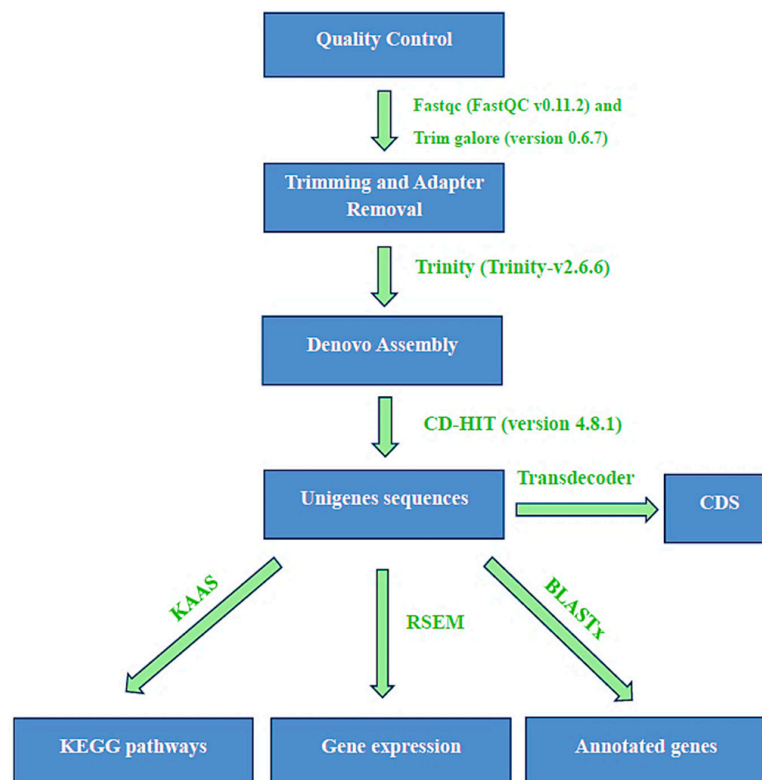 Quality Control
Fastqc (FastQC v0.11.2) and
Trim galore (version 0.6.7)
Trimming and Adapter
Removal
Trinity (Trinity-v2.6.6)
Denovo Assembly
CD-HIT (version 4.8.1)
Unigenes sequences
Transdecoder
CDS
KAAS
RSEM
BLASTx
KEGG pathways
Gene expression
Annotated genes